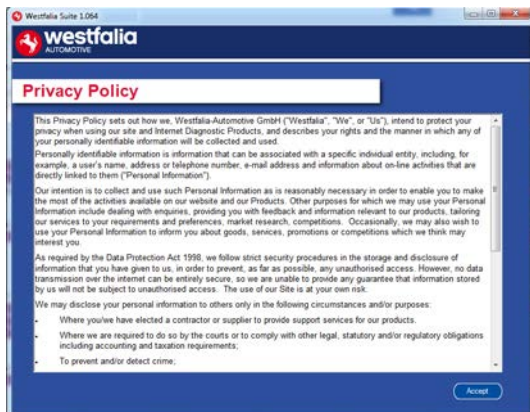 Westfalia Suite 1.064
westfalia
AUTOMOTIVE
Privacy Policy
This Privacy Policy sets out how we, Westfalia-Automotive GmbH ("Westfalia", "We", or "Us"), intend to protect your
privacy when using our site and Internet Diagnostic Products, and describes your rights and the manner in which any of
your personally identifiable information will be collected and used.
Personally identifiable information is information that can be associated with a specific individual entity, including, for
example, a user's name, address or telephone number, e-mail address and information about on-line activities that are
directly linked to them ("Personal Information").
Our intention is to collect and use such Personal Information as is reasonably necessary in order to enable you to make
the most of the activities available on our website and our Products. Other purposes for which we may use your Personal
Information include dealing with enquiries, providing you with feedback and information relevant to our products, tailoring
our services to your requirements and preferences, market research, competitions. Occasionally, we may also wish to
use your Personal Information to inform you about goods, services, promotions or competitions which we think may
interest you.
As required by the Data Protection Act 1998, we follow strict security procedures in the storage and disclosure of
information that you have given to us, in order to prevent, as far as possible, any unauthorised access. However, no data
transmission over the internet can be entirely secure, so we are unable to provide any guarantee that information stored
by us will not be subject to unauthorised access. The use of our Site is at your own risk.
We may disclose your personal information to others only in the following circumstances and/or purposes:
- Where you/we have elected a contractor or supplier to provide support services for our products.
- Where we are required to do so by the courts or to comply with other legal, statutory and/or regulatory obligations
including accounting and taxation requirements;
- To prevent and/or detect crime;
Accept